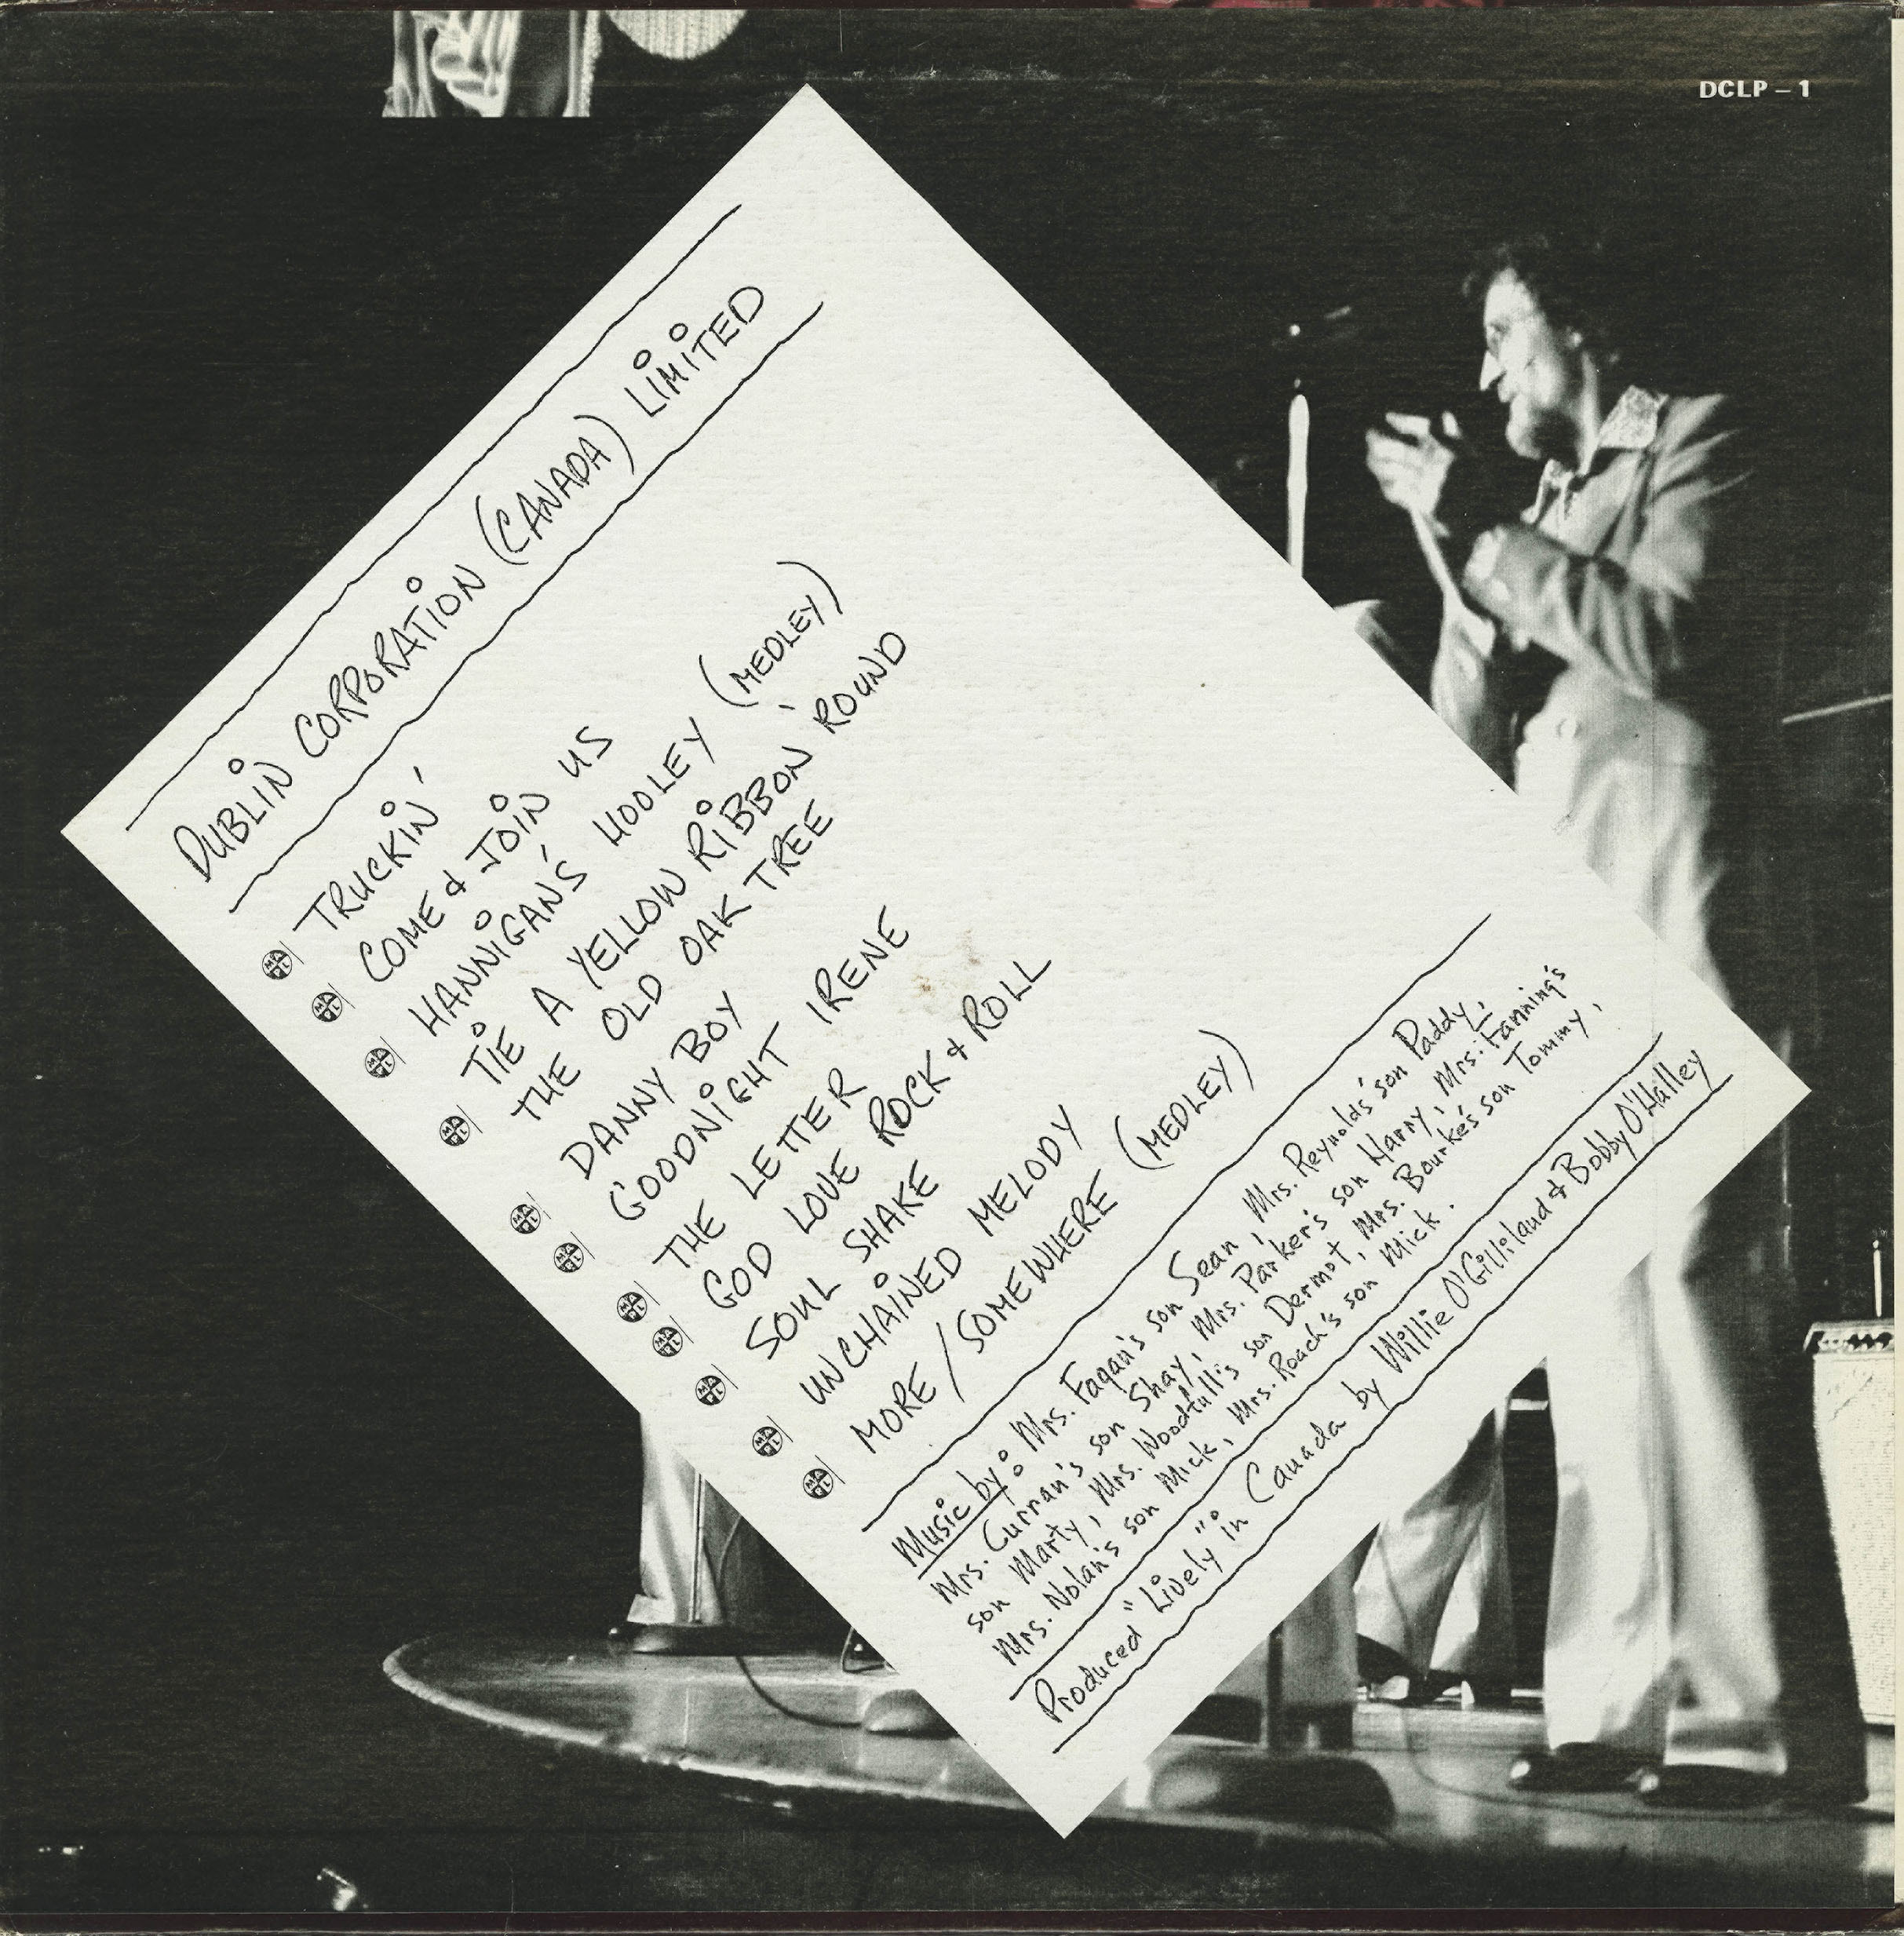 DCLP – 1
DUBLIN CORPORATION (CANADA) LIMITED
TRUCKIN'
COME & JOIN US
HANNIGAN'S HOOLEY (MEDLEY)
TIE A YELLOW RIBBON 'ROUND
THE OLD OAK TREE
DANNY BOY
GOODNIGHT IRENE
THE LETTER
GOD LOVE ROCK & ROLL
SOUL SHAKE
UNCHAINED MELODY
MORE/SOMEWHERE (MEDLEY)
Music by: Mrs. Fagan's son Sean, Mrs. Reynolds' son Paddy,
Mrs. Curran's son Shay, Mrs. Parker's son Harry, Mrs. Fanning's
son Marty, Mrs. Woodfull's son Dermot, Mrs. Bourke's son Tommy,
Mrs. Nolan's son Mick, Mrs. Roach's son Mick.
Produced "Lively" in Canada by Willie O'Gilliland & Bobby O'Halley